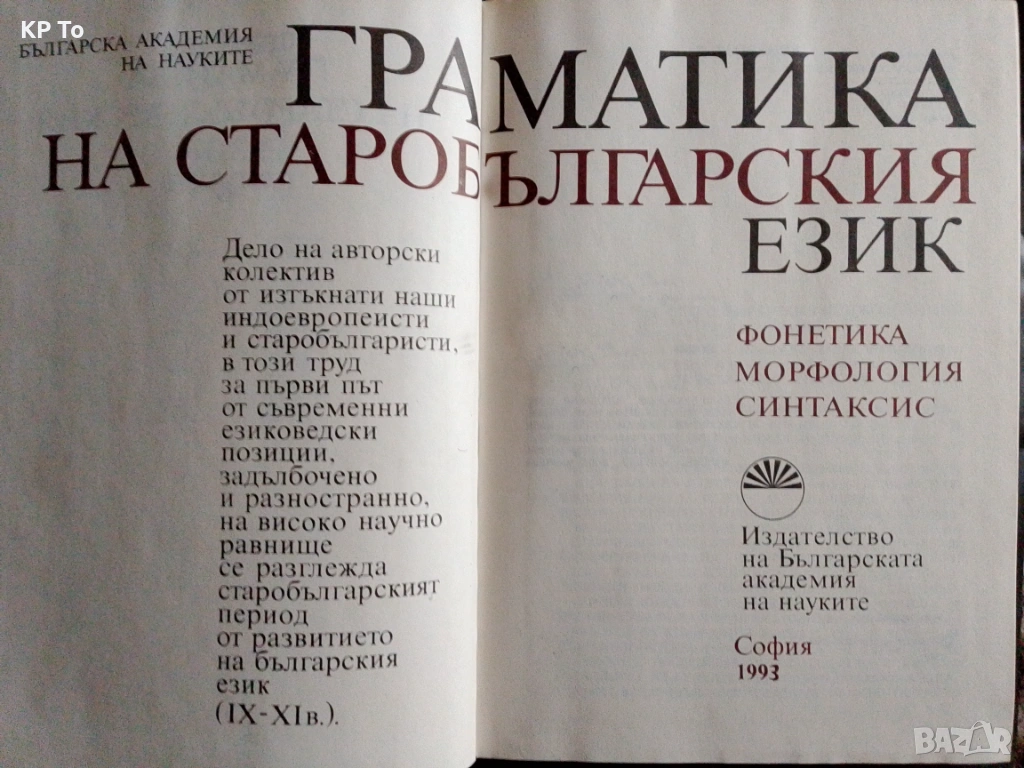 KP To
БЪЛГАРСКА АКАДЕМИЯ
НА НАУКИТЕ
ГРАМАТИКА
НА СТАРОБЪЛГАРСКИЯ
ЕЗИК
Дело на авторски
колектив
от изтъкнати наши
индоевропеисти
и старобългаристи,
в този труд
за първи път
от съвременни
езиковедски
позиции,
задълбочено
и разностранно,
на високо научно
равнище
се разглежда
старобългарският
период
от развитието
на българския
език
(IX-XI в.).
ФОНЕТИКА
МОРФОЛОГИЯ
СИНТАКСИС
Издателство
на Българската
академия
на науките
София
1993
BAZAR